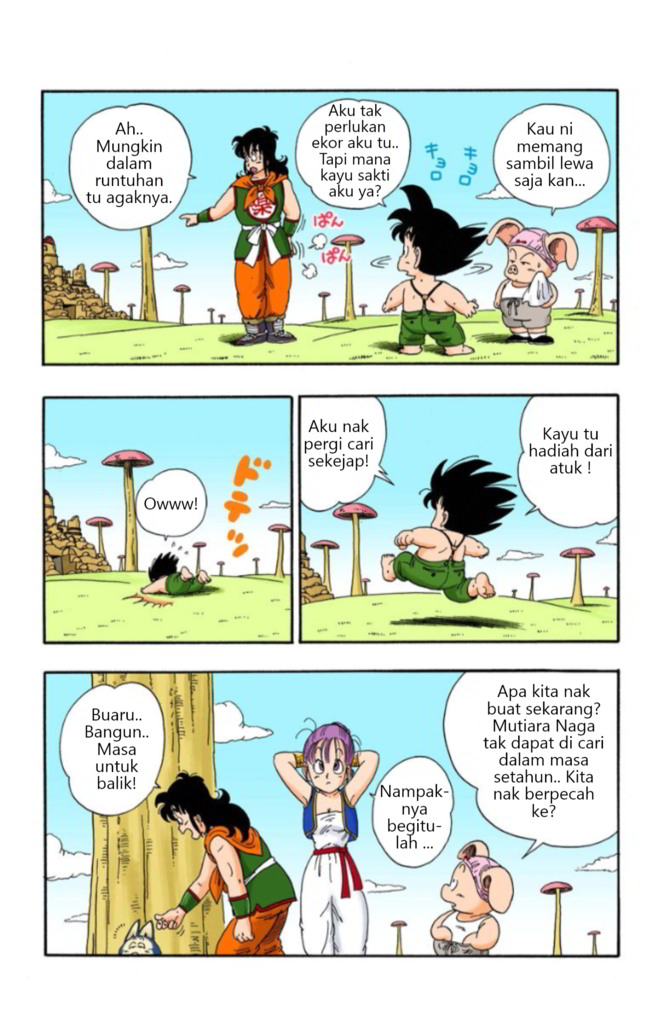 Kau ni
memang
sambil lewa
saja kan...
キョロ
キョロ
Aku tak
perlukan
ekor aku tu..
Tapi mana
kayu sakti
aku ya?
ぱん
ぱん
樂
Ah..
Mungkin
dalam
runtuhan
tu agaknya.
Kayu tu
hadiah dari
atuk !
Aku nak
pergi cari
sekejap!
ドテッ
Owww!
Apa kita nak
buat sekarang?
Mutiara Naga
tak dapat di cari
dalam masa
setahun.. Kita
nak berpecah
ke?
Nampak-
nya
begitu-
lah ...
Buaru..
Bangun..
Masa
untuk
balik!